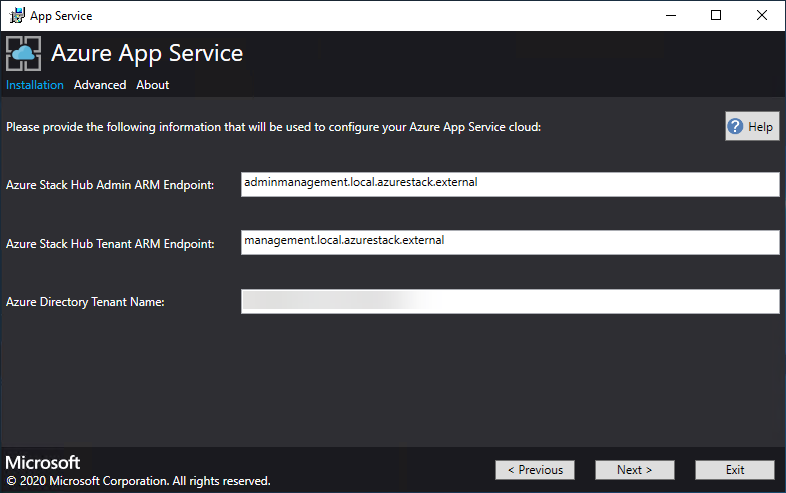 App Service
Azure App Service
Installation Advanced About
Please provide the following information that will be used to configure your Azure App Service cloud:
Help
Azure Stack Hub Admin ARM Endpoint: adminmanagement.local.azurestack.external
Azure Stack Hub Tenant ARM Endpoint: management.local.azurestack.external
Azure Directory Tenant Name:
Microsoft
© 2020 Microsoft Corporation. All rights reserved.
< Previous Next > Exit